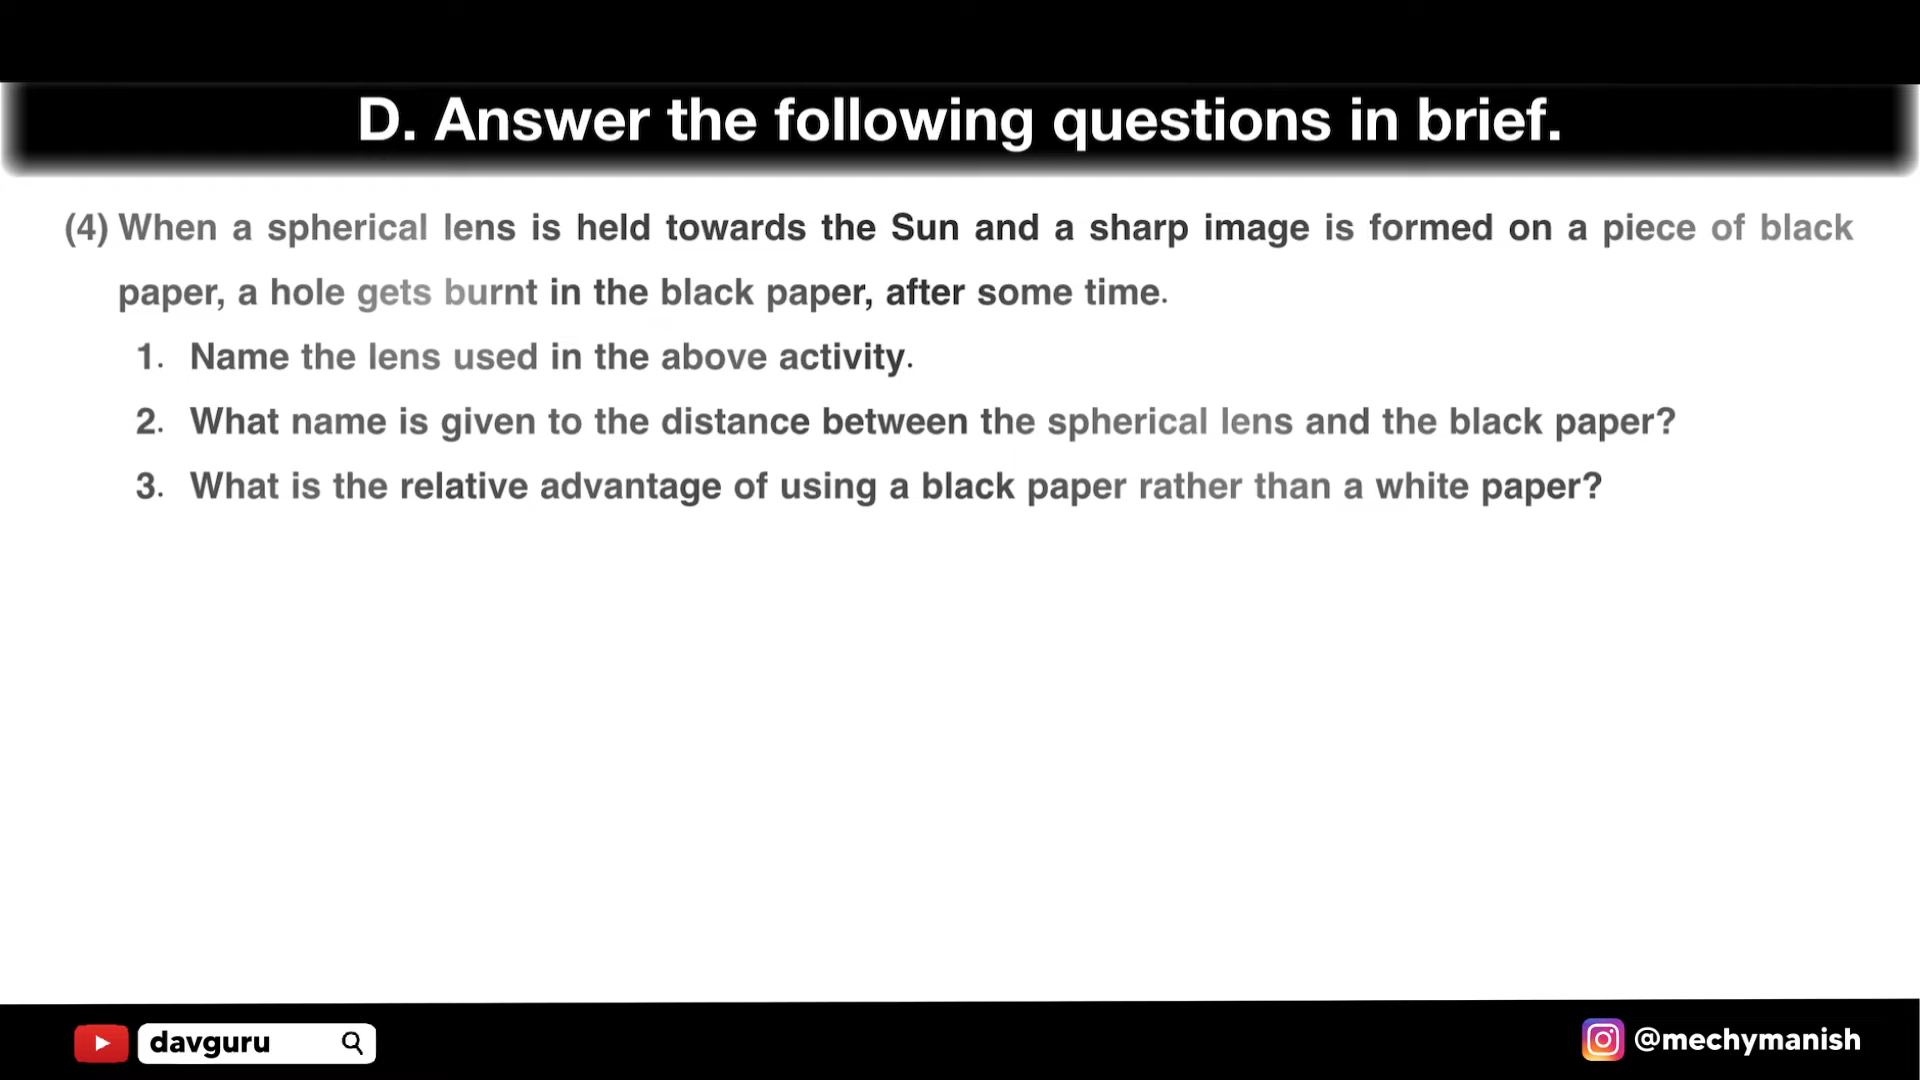 D. Answer the following questions in brief.
(4) When a spherical lens is held towards the Sun and a sharp image is formed on a piece of black
paper, a hole gets burnt in the black paper, after some time.
1. Name the lens used in the above activity.
2. What name is given to the distance between the spherical lens and the black paper?
3. What is the relative advantage of using a black paper rather than a white paper?
davguru
@mechymanish